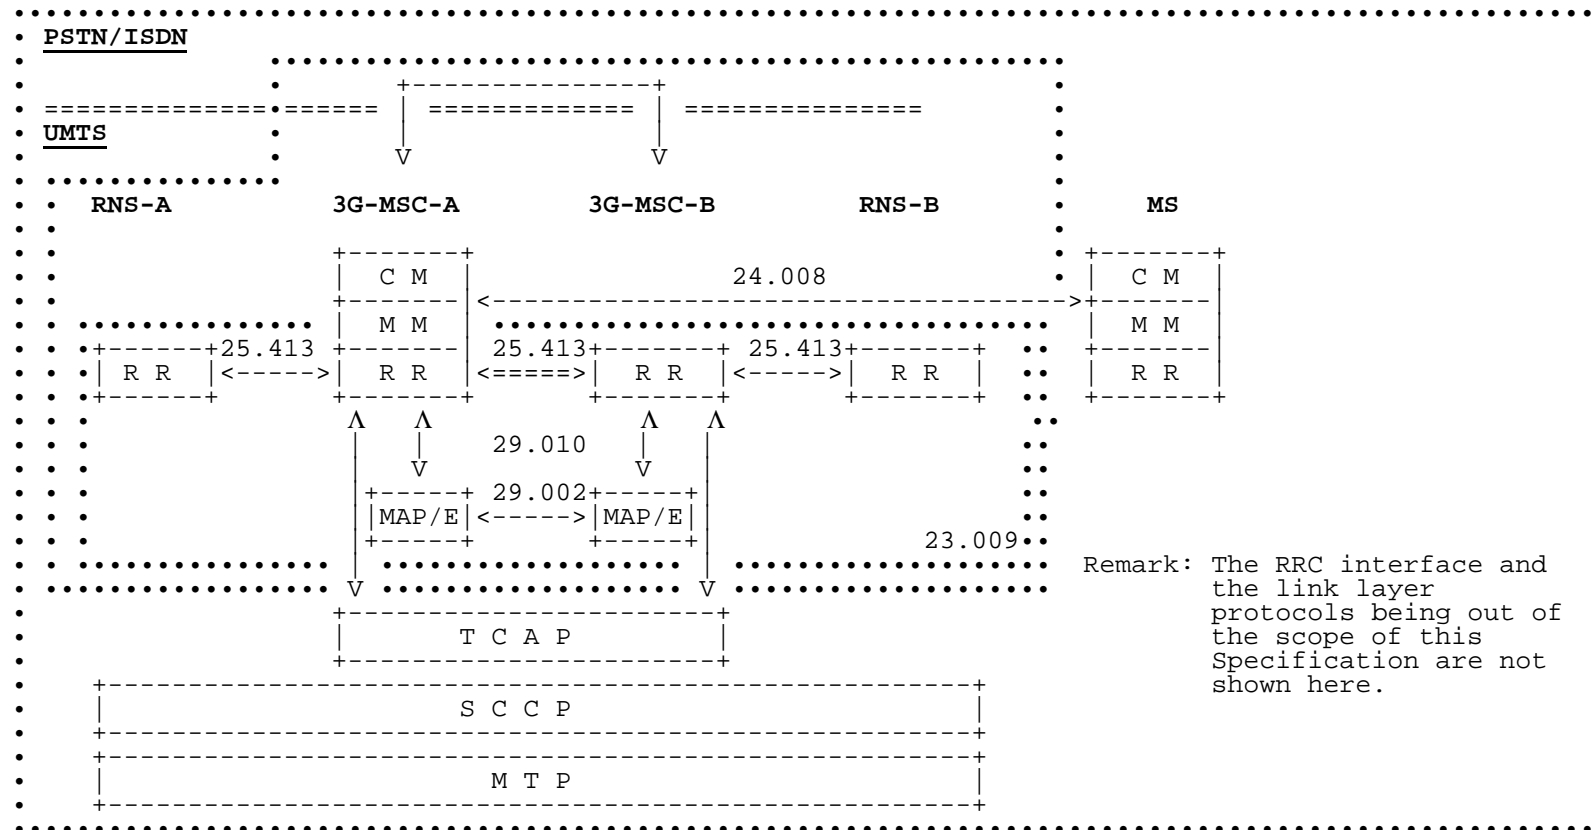 PSTN/ISDN
UMTS
RNS-A 3G-MSC-A 3G-MSC-B RNS-B MS
C M 24.008 C M
M M M M
25.413 25.413 25.413
R R R R R R R R R R
29.010
29.002
MAP/E MAP/E
23.009
Remark: The RRC interface and
the link layer
protocols being out of
the scope of this
Specification are not
shown here.
T C A P
S C C P
M T P